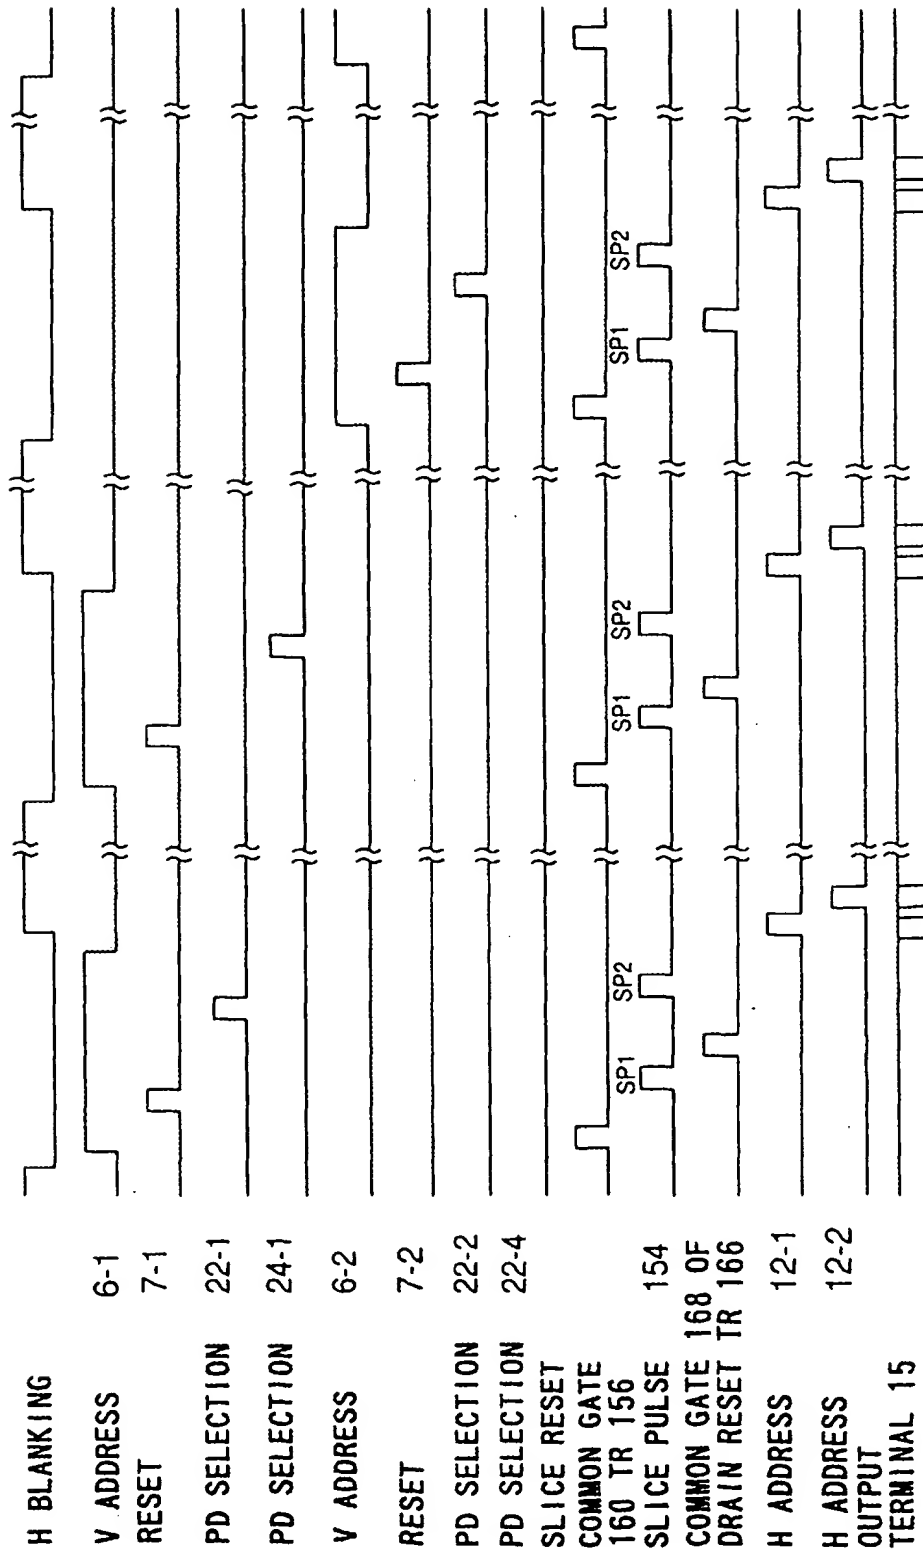 H BLANKING
V ADDRESS 6-1
RESET 7-1
PD SELECTION 22-1
PD SELECTION 24-1
V ADDRESS 6-2
RESET 7-2
PD SELECTION 22-2
PD SELECTION 22-4
SLICE RESET
COMMON GATE
160 TR 156
SLICE PULSE 154
COMMON GATE 168 OF
DRAIN RESET TR 166
H ADDRESS 12-1
H ADDRESS 12-2
OUTPUT
TERMINAL 15
SP1 SP2 SP1 SP2 SP1 SP2